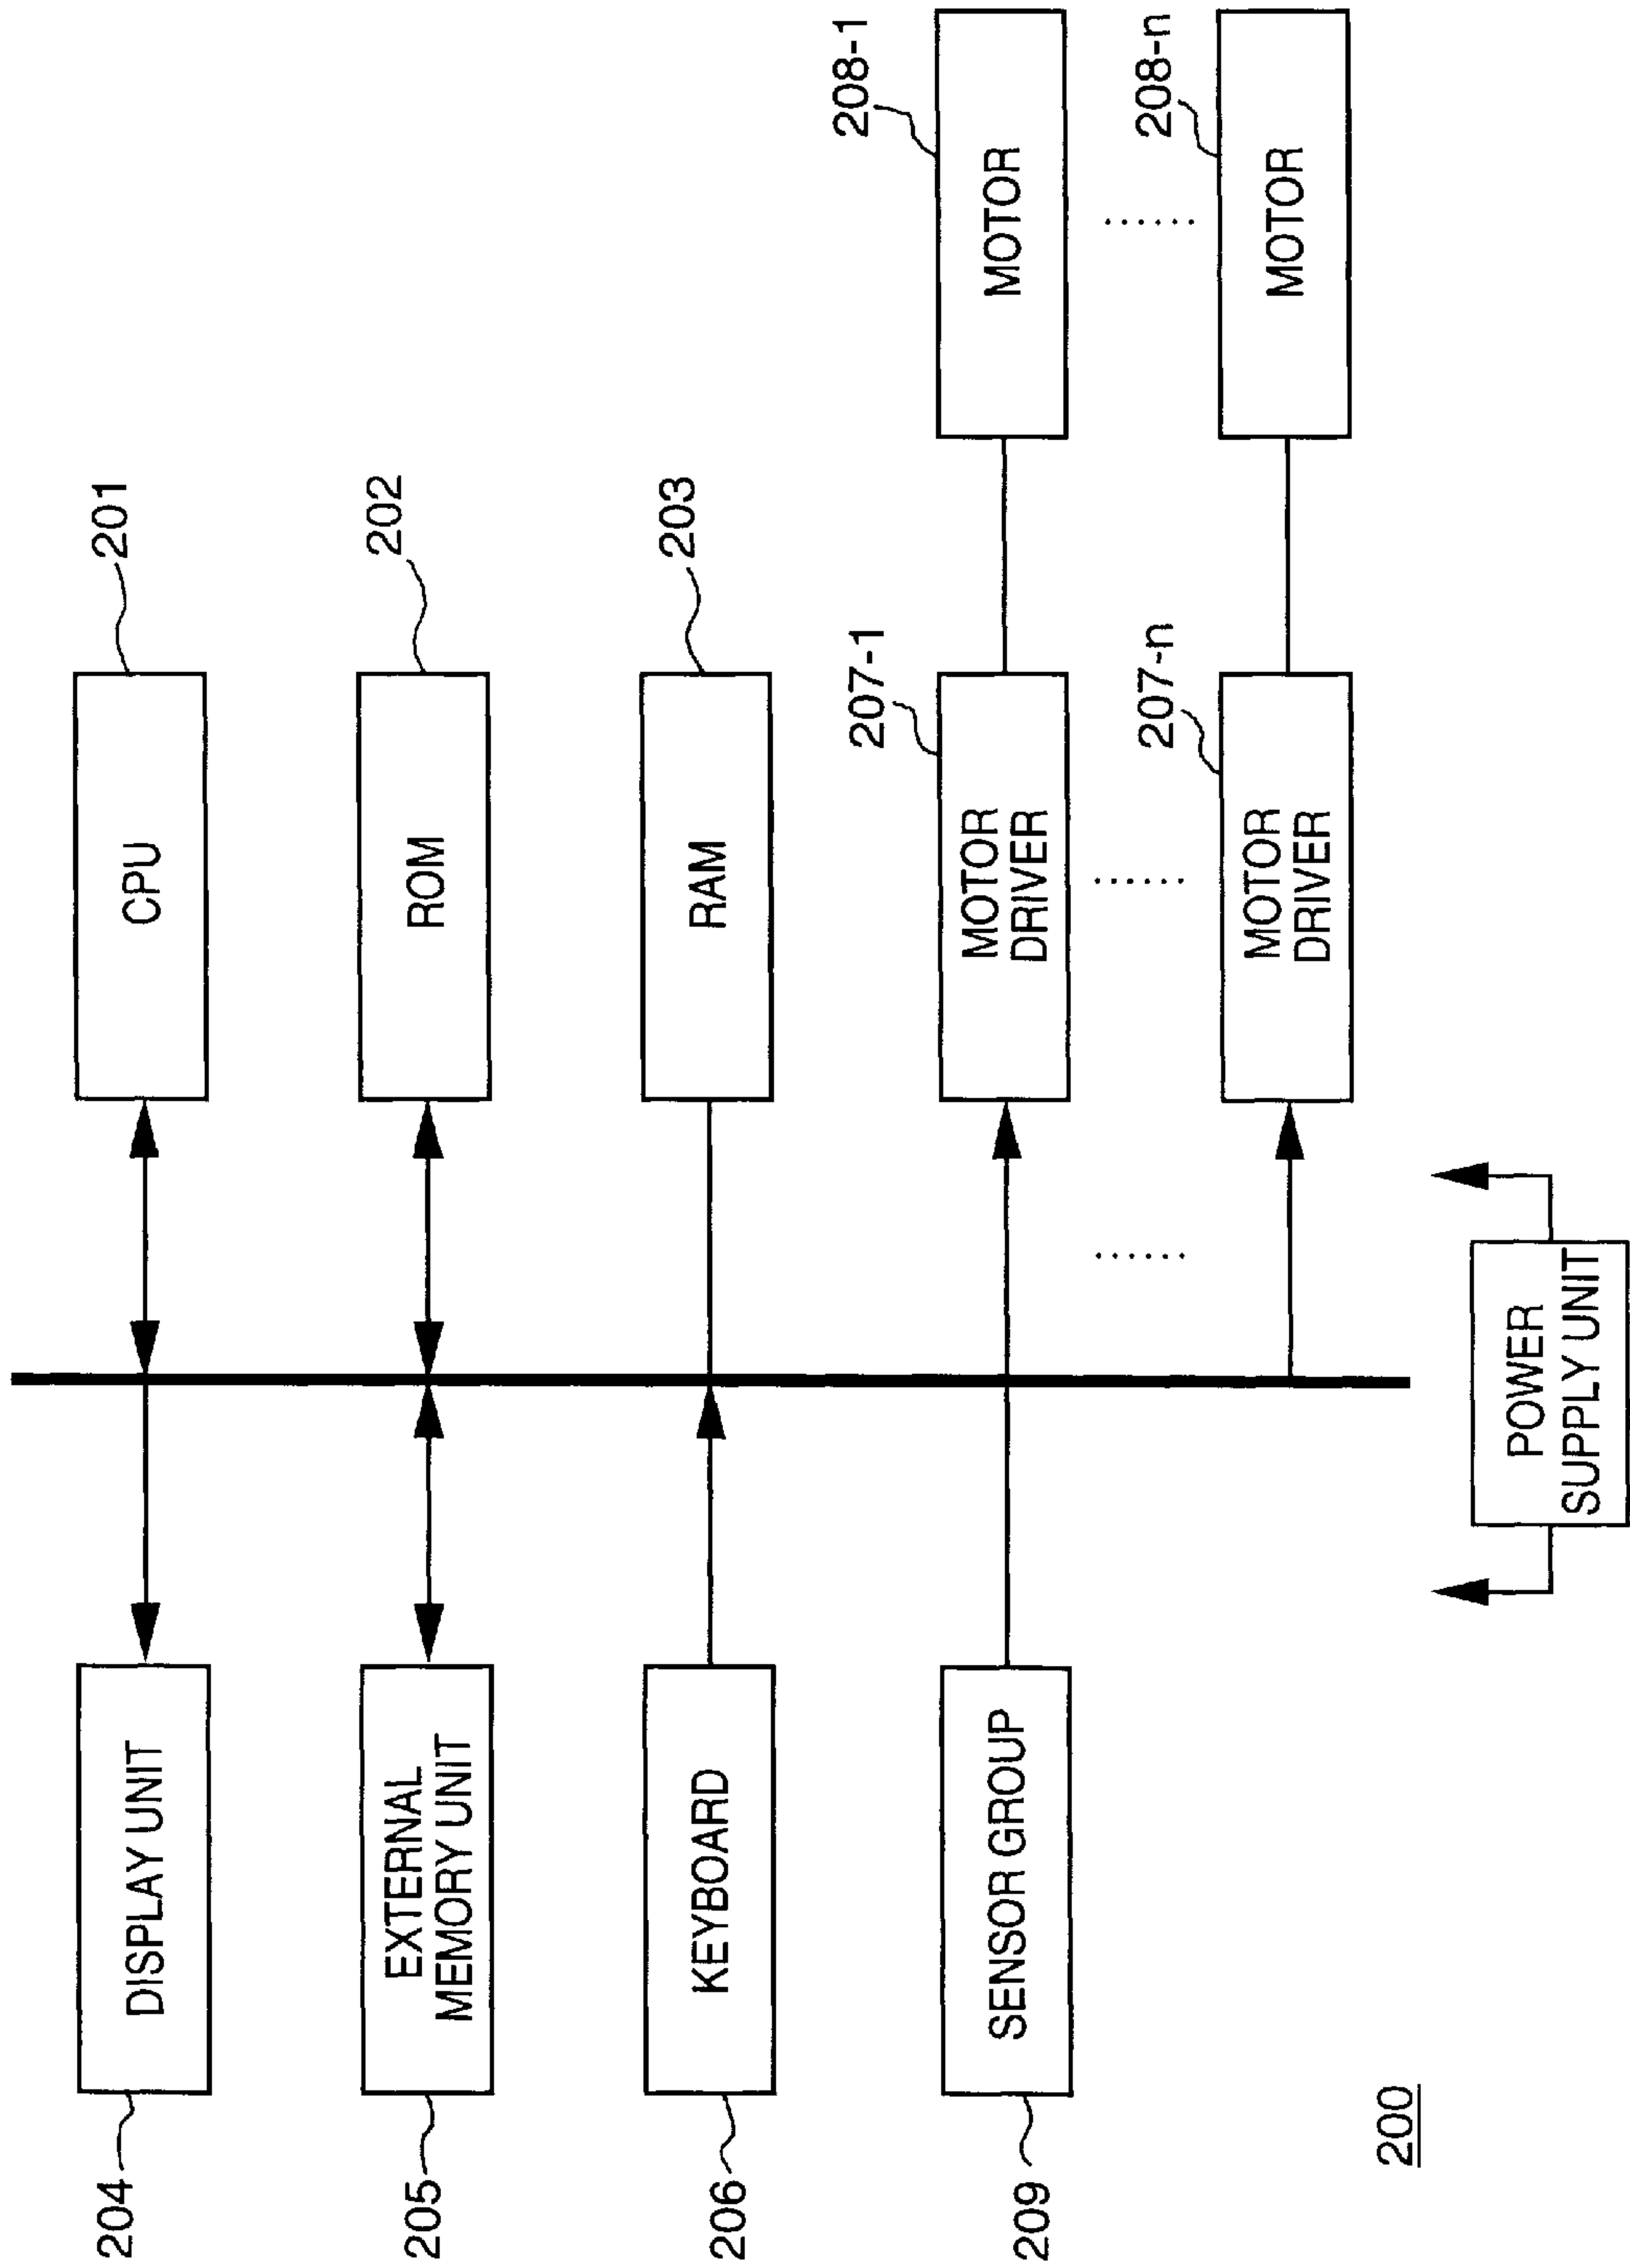 204
DISPLAY UNIT
CPU
201
205
EXTERNAL
MEMORY UNIT
ROM
202
206
KEYBOARD
RAM
203
209
SENSOR GROUP
MOTOR
DRIVER
207-1
MOTOR
208-1
......
......
......
MOTOR
DRIVER
207-n
MOTOR
208-n
200
POWER
SUPPLY UNIT